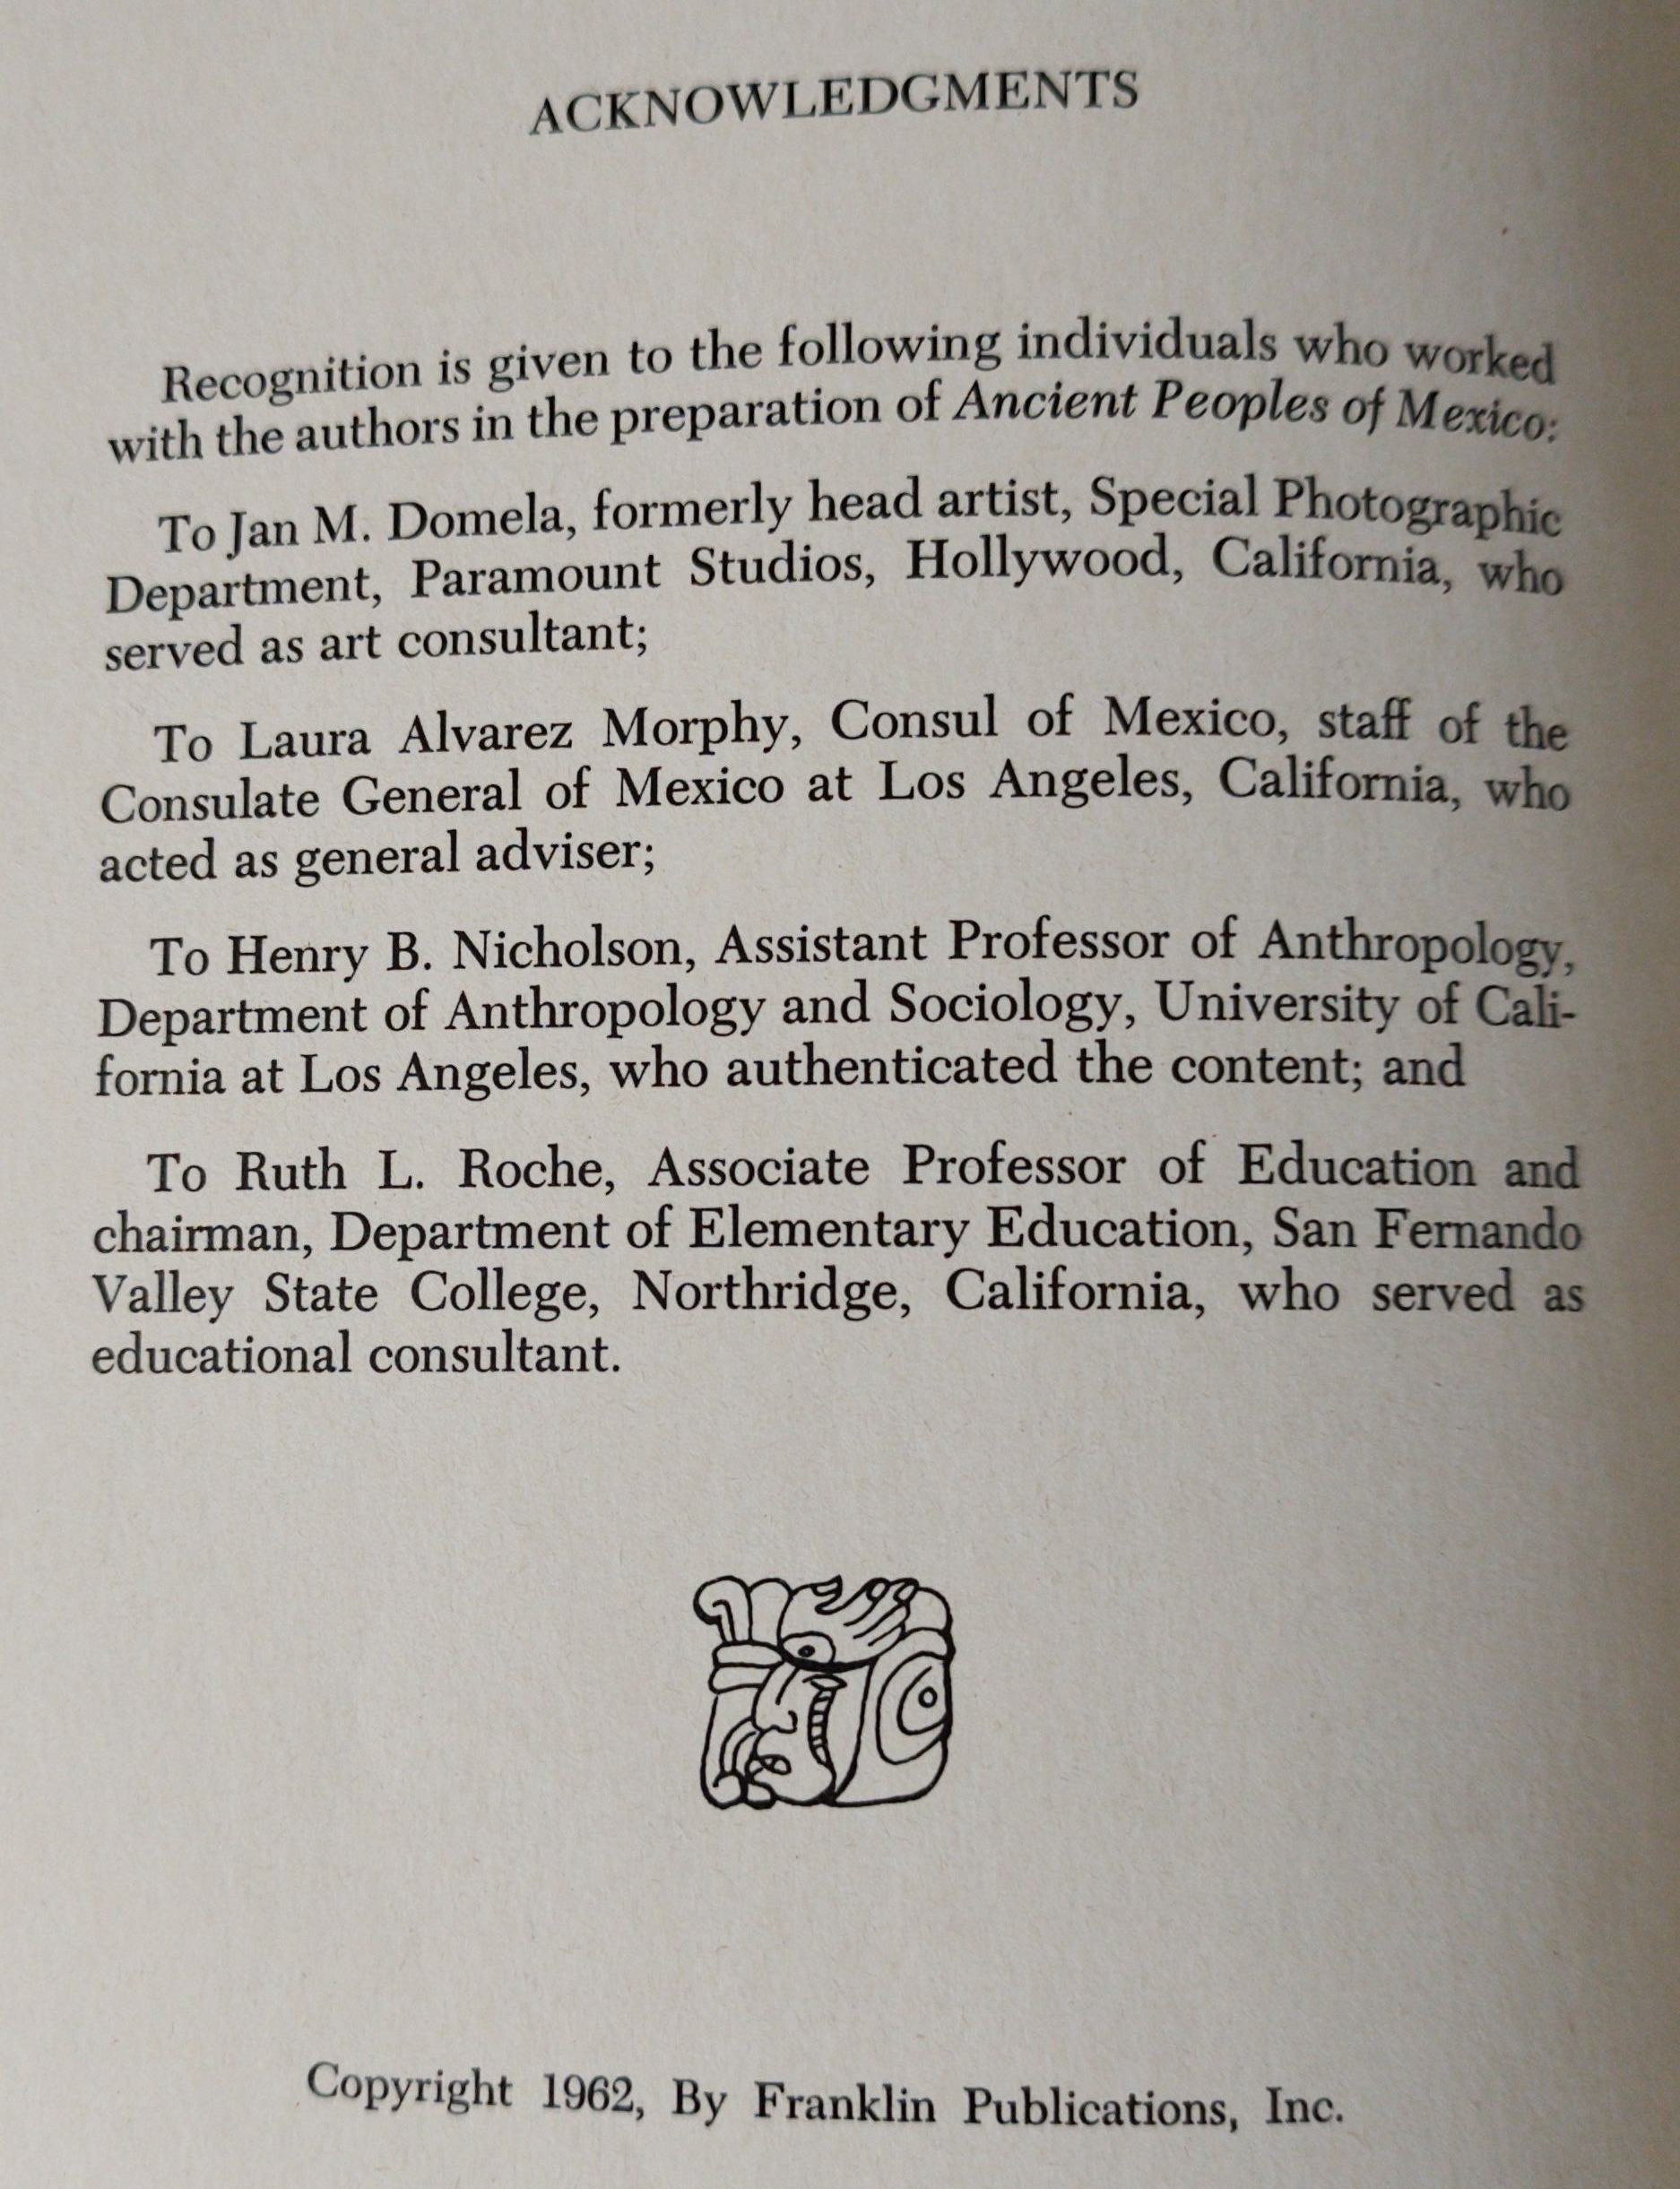 ACKNOWLEDGMENTS
Recognition is given to the following individuals who worked
with the authors in the preparation of Ancient Peoples of Mexico:
To Jan M. Domela, formerly head artist, Special Photographic
Department, Paramount Studios, Hollywood, California, who
served as art consultant;
To Laura Alvarez Morphy, Consul of Mexico, staff of the
Consulate General of Mexico at Los Angeles, California, who
acted as general adviser;
To Henry B. Nicholson, Assistant Professor of Anthropology,
Department of Anthropology and Sociology, University of Cali-
fornia at Los Angeles, who authenticated the content; and
To Ruth L. Roche, Associate Professor of Education and
chairman, Department of Elementary Education, San Fernando
Valley State College, Northridge, California, who served as
educational consultant.
Copyright 1962, By Franklin Publications, Inc.